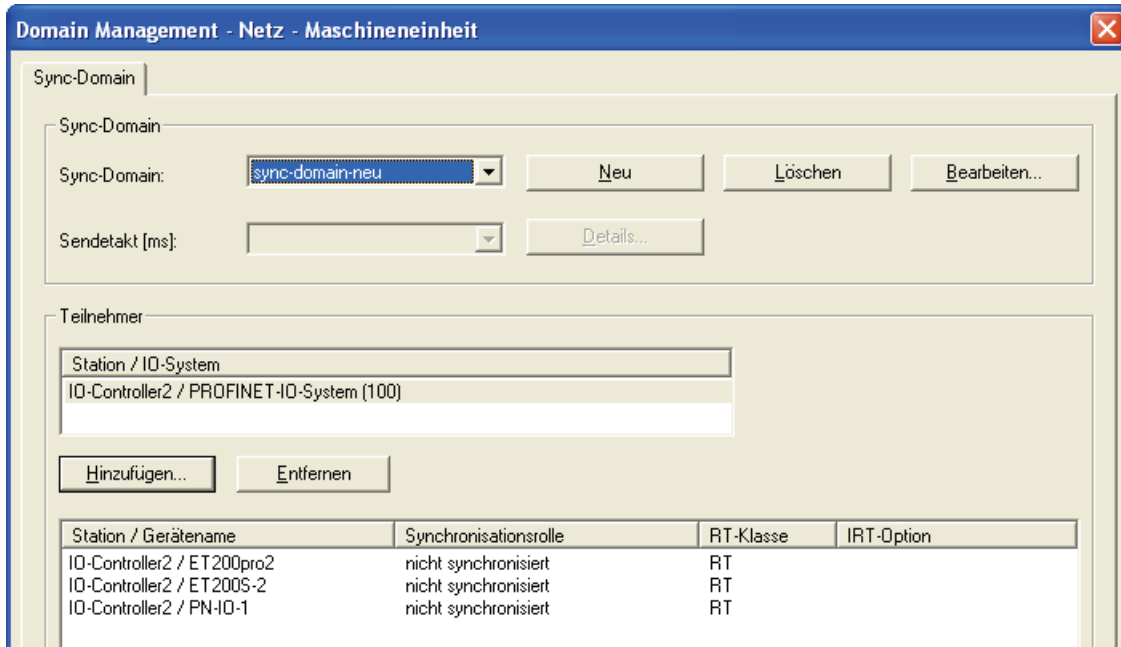 Domain Management - Netz - Maschineneinheit
Sync-Domain
Sync-Domain
Sync-Domain: sync-domain-neu Neu Löschen Bearbeiten...
Sendetakt [ms]: Details...
Teilnehmer
Station / IO-System
IO-Controller2 / PROFINET-IO-System (100)
Hinzufügen... Entfernen
Station / Gerätename Synchronisationsrolle RT-Klasse IRT-Option
IO-Controller2 / ET200pro2 nicht synchronisiert RT
IO-Controller2 / ET200S-2 nicht synchronisiert RT
IO-Controller2 / PN-IO-1 nicht synchronisiert RT